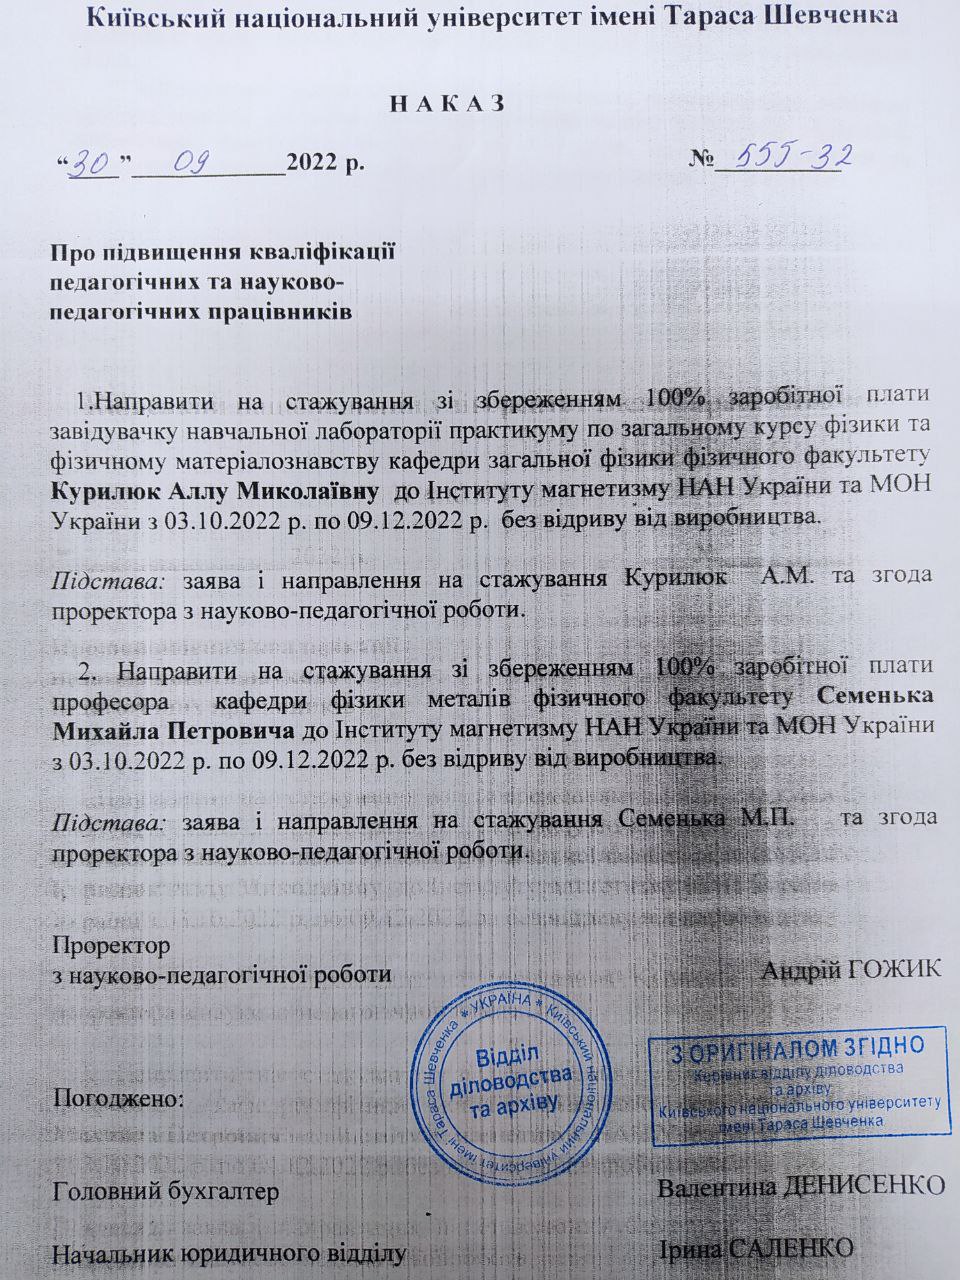 Київський національний університет імені Тараса Шевченка
Н А К А З
“30” 09 2022 р. № 555-32
Про підвищення кваліфікації
педагогічних та науково-
педагогічних працівників
1.Направити на стажування зі збереженням 100% заробітної плати
завідувачку навчальної лабораторії практикуму по загальному курсу фізики та
фізичному матеріалознавству кафедри загальної фізики фізичного факультету
Курилюк Аллу Миколаївну до Інституту магнетизму НАН України та МОН
України з 03.10.2022 р. по 09.12.2022 р. без відриву від виробництва.
Підстава: заява і направлення на стажування Курилюк А.М. та згода
проректора з науково-педагогічної роботи.
2. Направити на стажування зі збереженням 100% заробітної плати
професора кафедри фізики металів фізичного факультету Семенька
Михайла Петровича до Інституту магнетизму НАН України та МОН України
з 03.10.2022 р. по 09.12.2022 р. без відриву від виробництва.
Підстава: заява і направлення на стажування Семенька М.П. та згода
проректора з науково-педагогічної роботи.
Проректор
з науково-педагогічної роботи Андрій ГОЖИК
* УКРАЇНА * Київський національний університет імені Тараса Шевченка
Відділ
діловодства
та архіву
З ОРИГІНАЛОМ ЗГІДНО
Керівник відділу діловодства
та архіву
Київського національного університету
імені Тараса Шевченка
Погоджено:
Головний бухгалтер Валентина ДЕНИСЕНКО
Начальник юридичного відділу Ірина САЛЕНКО